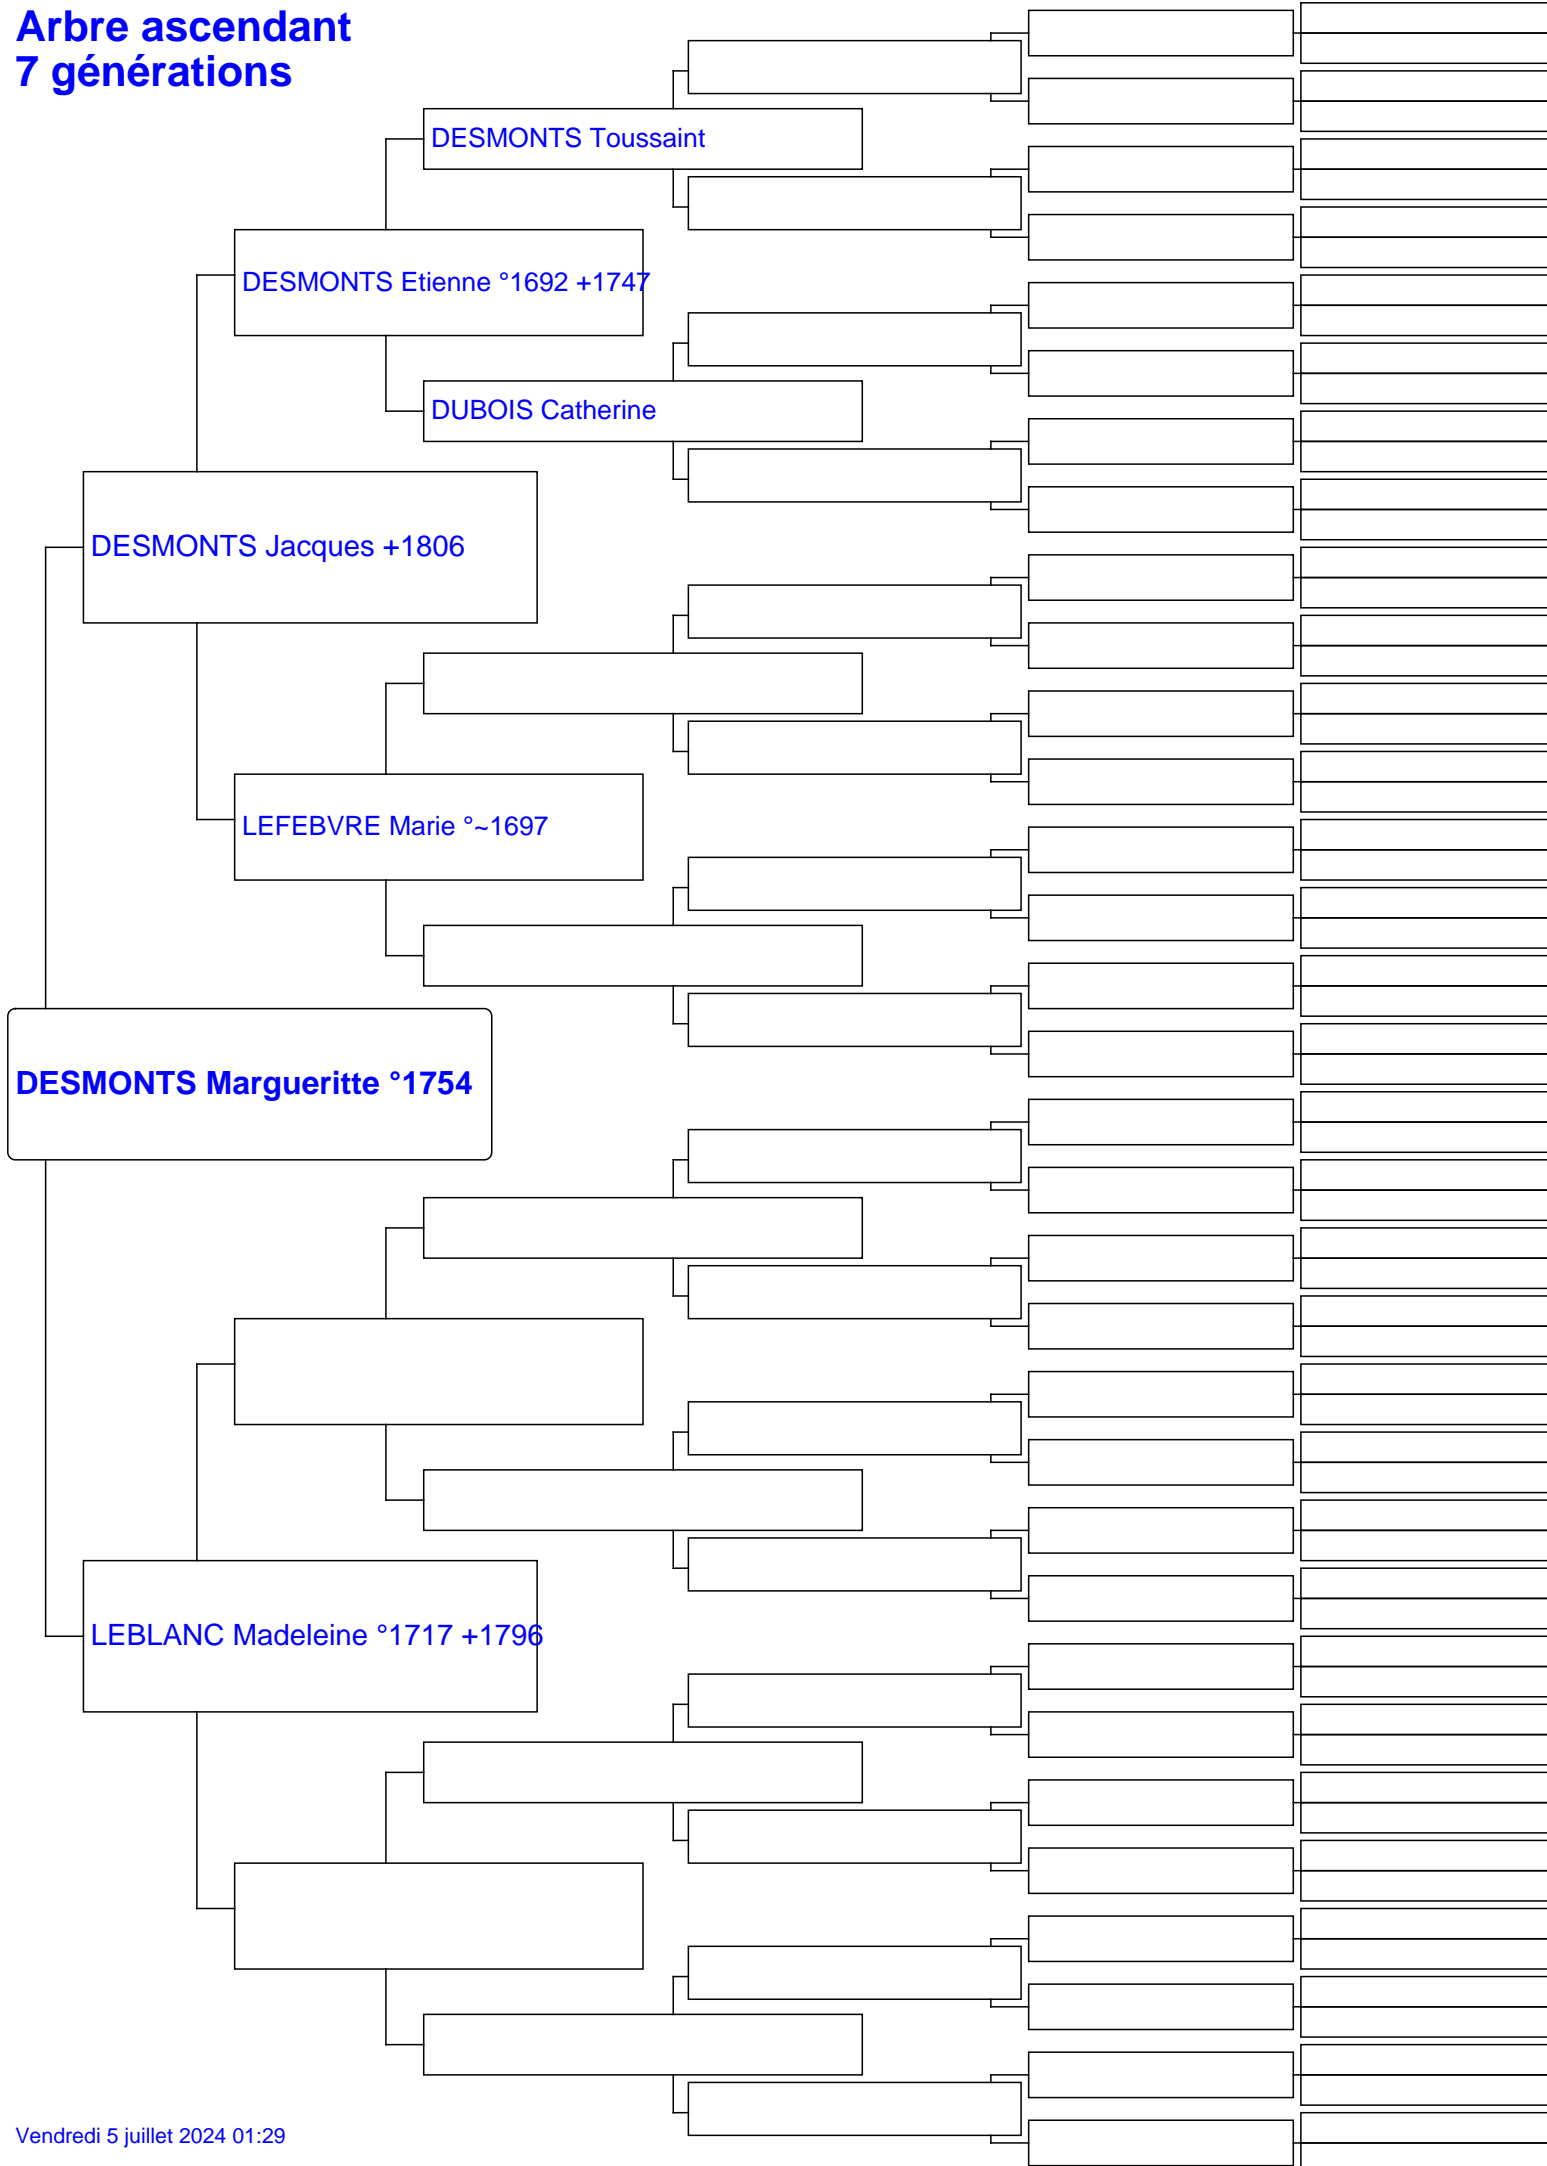 Arbre ascendant
7 générations
DESMONTS Toussaint
DESMONTS Etienne °1692 +1747
DUBOIS Catherine
DESMONTS Jacques +1806
LEFEBVRE Marie °~1697
DESMONTS Margueritte °1754
LEBLANC Madeleine °1717 +1796
Vendredi 5 juillet 2024 01:29